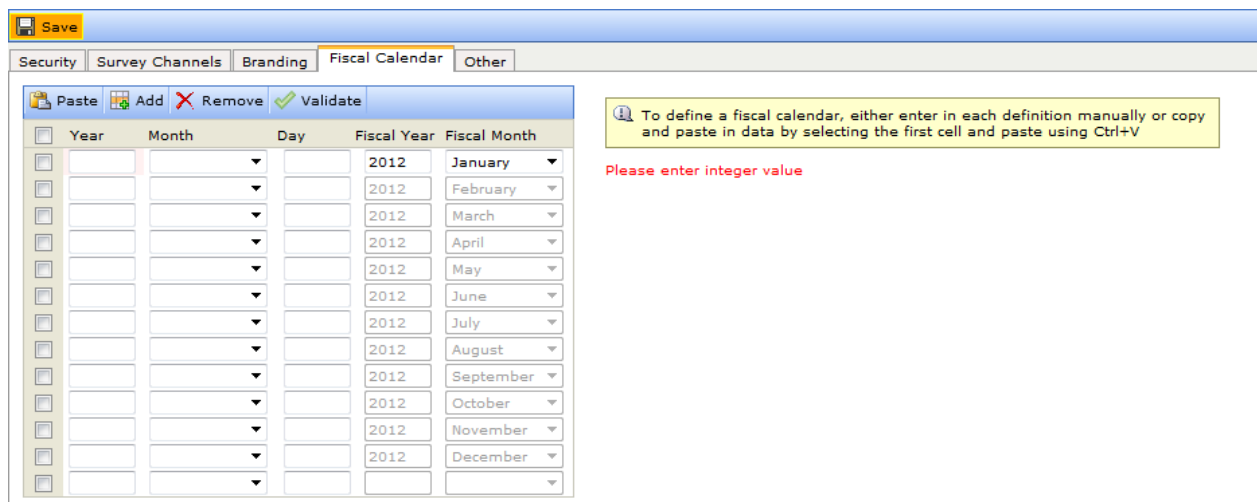 Save
Security Survey Channels Branding Fiscal Calendar Other
Paste Add Remove Validate
Year Month Day Fiscal Year Fiscal Month
2012 January
2012 February
2012 March
2012 April
2012 May
2012 June
2012 July
2012 August
2012 September
2012 October
2012 November
2012 December
To define a fiscal calendar, either enter in each definition manually or copy
and paste in data by selecting the first cell and paste using Ctrl+V
Please enter integer value